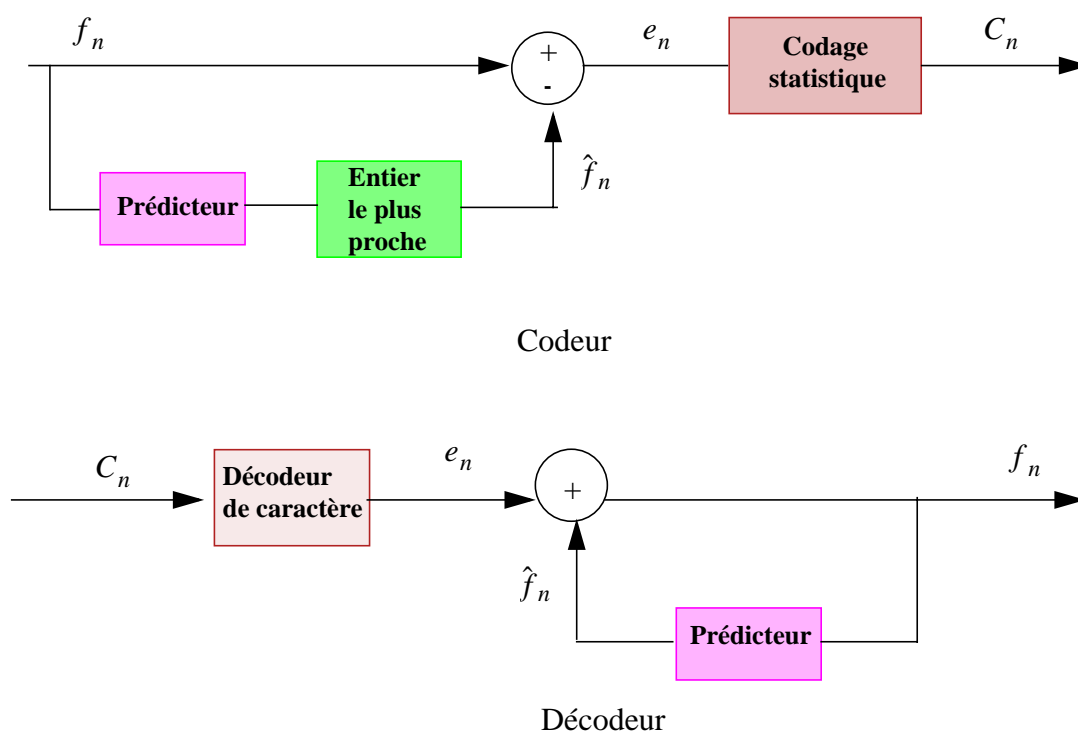 f_n
+
-
e_n
Codage
statistique
C_n
Prédicteur
Entier
le plus
proche
f̂_n
Codeur
C_n
Décodeur
de caractère
e_n
+
f_n
f̂_n
Prédicteur
Décodeur